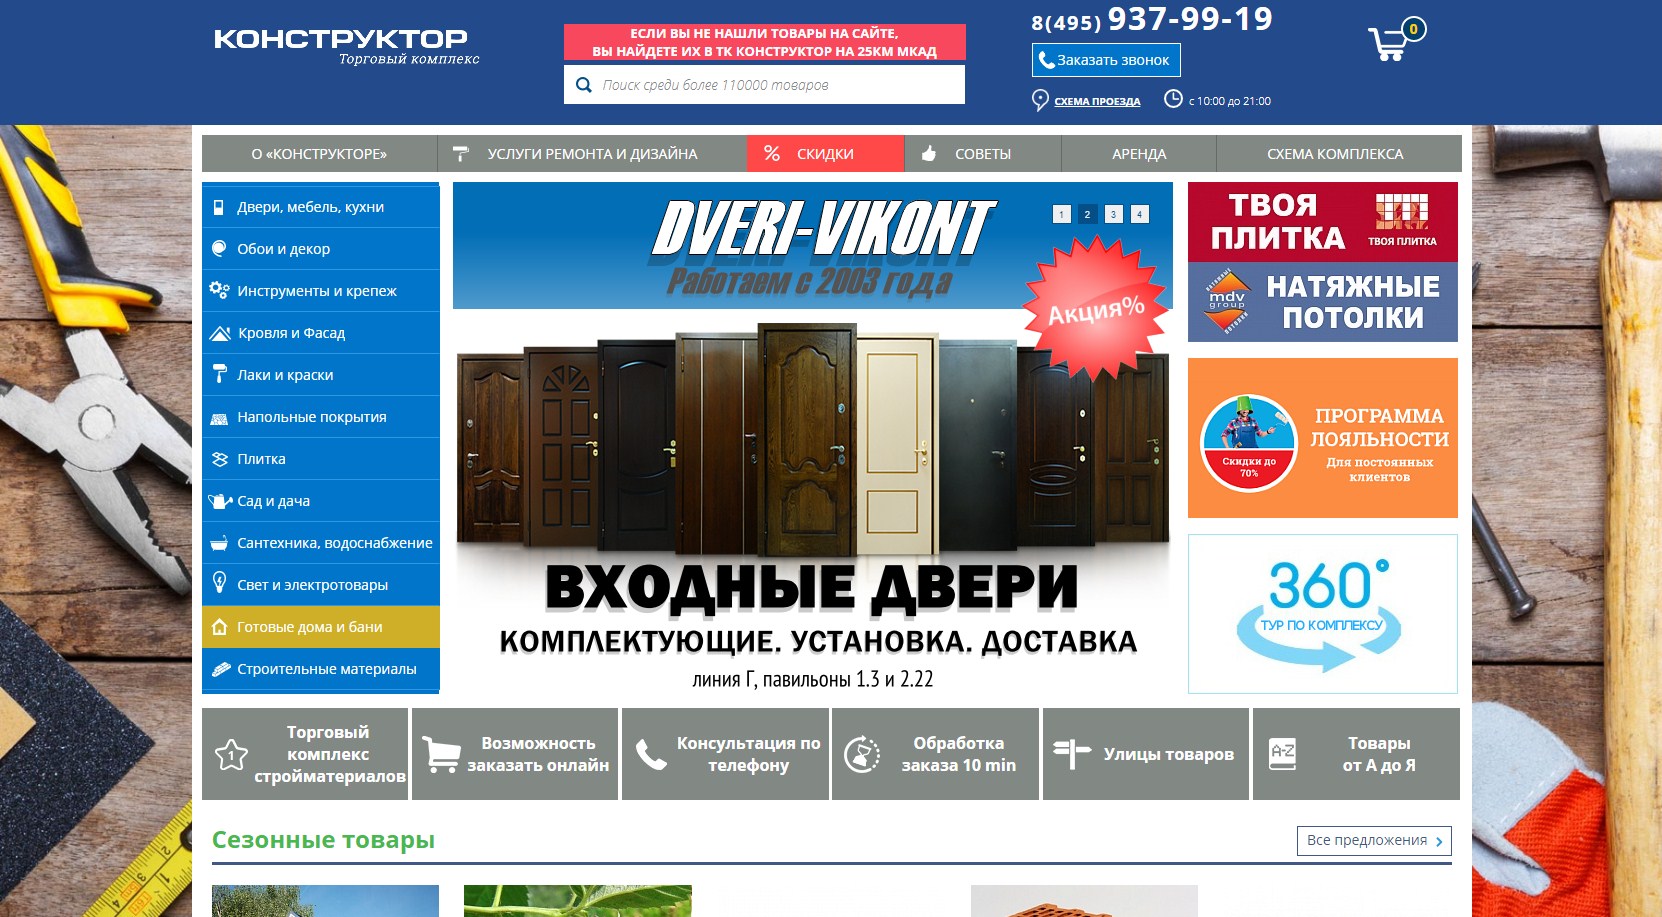 КОНСТРУКТОР
Торговый комплекс
ЕСЛИ ВЫ НЕ НАШЛИ ТОВАРЫ НА САЙТЕ,
ВЫ НАЙДЕТЕ ИХ В ТК КОНСТРУКТОР НА 25КМ МКАД
Поиск среди более 110000 товаров
8(495) 937-99-19
Заказать звонок
СХЕМА ПРОЕЗДА
с 10:00 до 21:00
0
О «КОНСТРУКТОРЕ»
УСЛУГИ РЕМОНТА И ДИЗАЙНА
% СКИДКИ
СОВЕТЫ
АРЕНДА
СХЕМА КОМПЛЕКСА
Двери, мебель, кухни
Обои и декор
Инструменты и крепеж
Кровля и Фасад
Лаки и краски
Напольные покрытия
Плитка
Сад и дача
Сантехника, водоснабжение
Свет и электротовары
Готовые дома и бани
Строительные материалы
DVERI-VIKONT
Работаем с 2003 года
1 2 3 4
Акция%
ВХОДНЫЕ ДВЕРИ
КОМПЛЕКТУЮЩИЕ. УСТАНОВКА. ДОСТАВКА
линия Г, павильоны 1.3 и 2.22
ТВОЯ
ПЛИТКА
ТВОЯ ПЛИТКА
НАТЯЖНЫЕ
mdv
group
ПОТОЛКИ
НАТЯЖНЫЕ
ПОТОЛКИ
Скидки до
70%
ПРОГРАММА
ЛОЯЛЬНОСТИ
Для постоянных
клиентов
360°
ТУР ПО КОМПЛЕКСУ
1
Торговый
комплекс
стройматериалов
Возможность
заказать онлайн
Консультация по
телефону
Обработка
заказа 10 min
Улицы товаров
A-Z
Товары
от А до Я
Сезонные товары
Все предложения